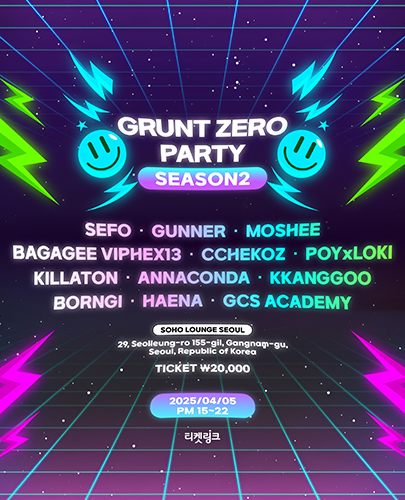 GRUNT ZERO
PARTY
SEASON2
SEFO · GUNNER · MOSHEE
BAGAGEE VIPHEX13 · CCHEKOZ · POYxLOKI
KILLATON · ANNACONDA · KKANGGOO
BORNGI · HAENA · GCS ACADEMY
SOHO LOUNGE SEOUL
29, Seolleung-ro 155-gil, Gangnam-gu,
Seoul, Republic of Korea
TICKET ₩20,000
2025/04/05
PM 15~22
티켓링크